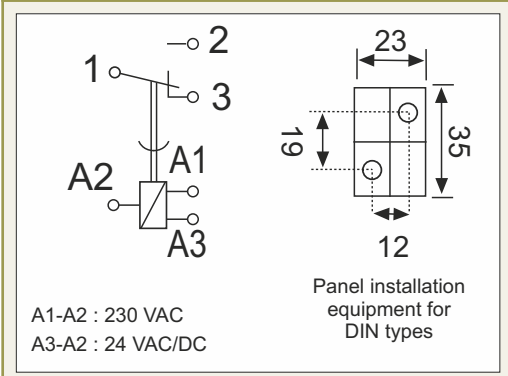 2
1
3
A1
A2
A3
A1-A2 : 230 VAC
A3-A2 : 24 VAC/DC
23
19
35
12
Panel installation
equipment for
DIN types